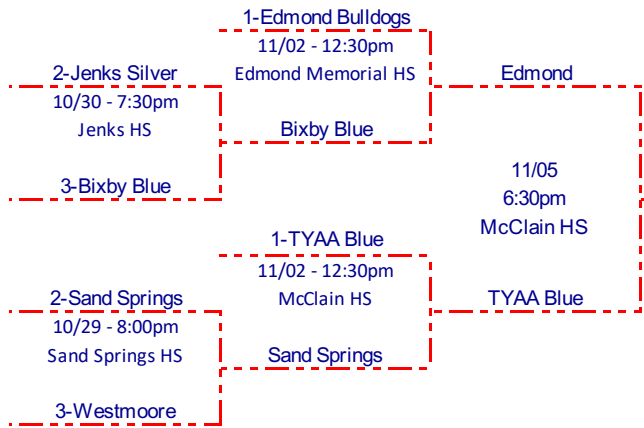 1-Edmond Bulldogs
11/02 - 12:30pm
Edmond Memorial HS
2-Jenks Silver
10/30 - 7:30pm
Jenks HS
Bixby Blue
3-Bixby Blue
Edmond
11/05
6:30pm
McClain HS
1-TYAA Blue
11/02 - 12:30pm
McClain HS
2-Sand Springs
10/29 - 8:00pm
Sand Springs HS
Sand Springs
3-Westmoore
TYAA Blue